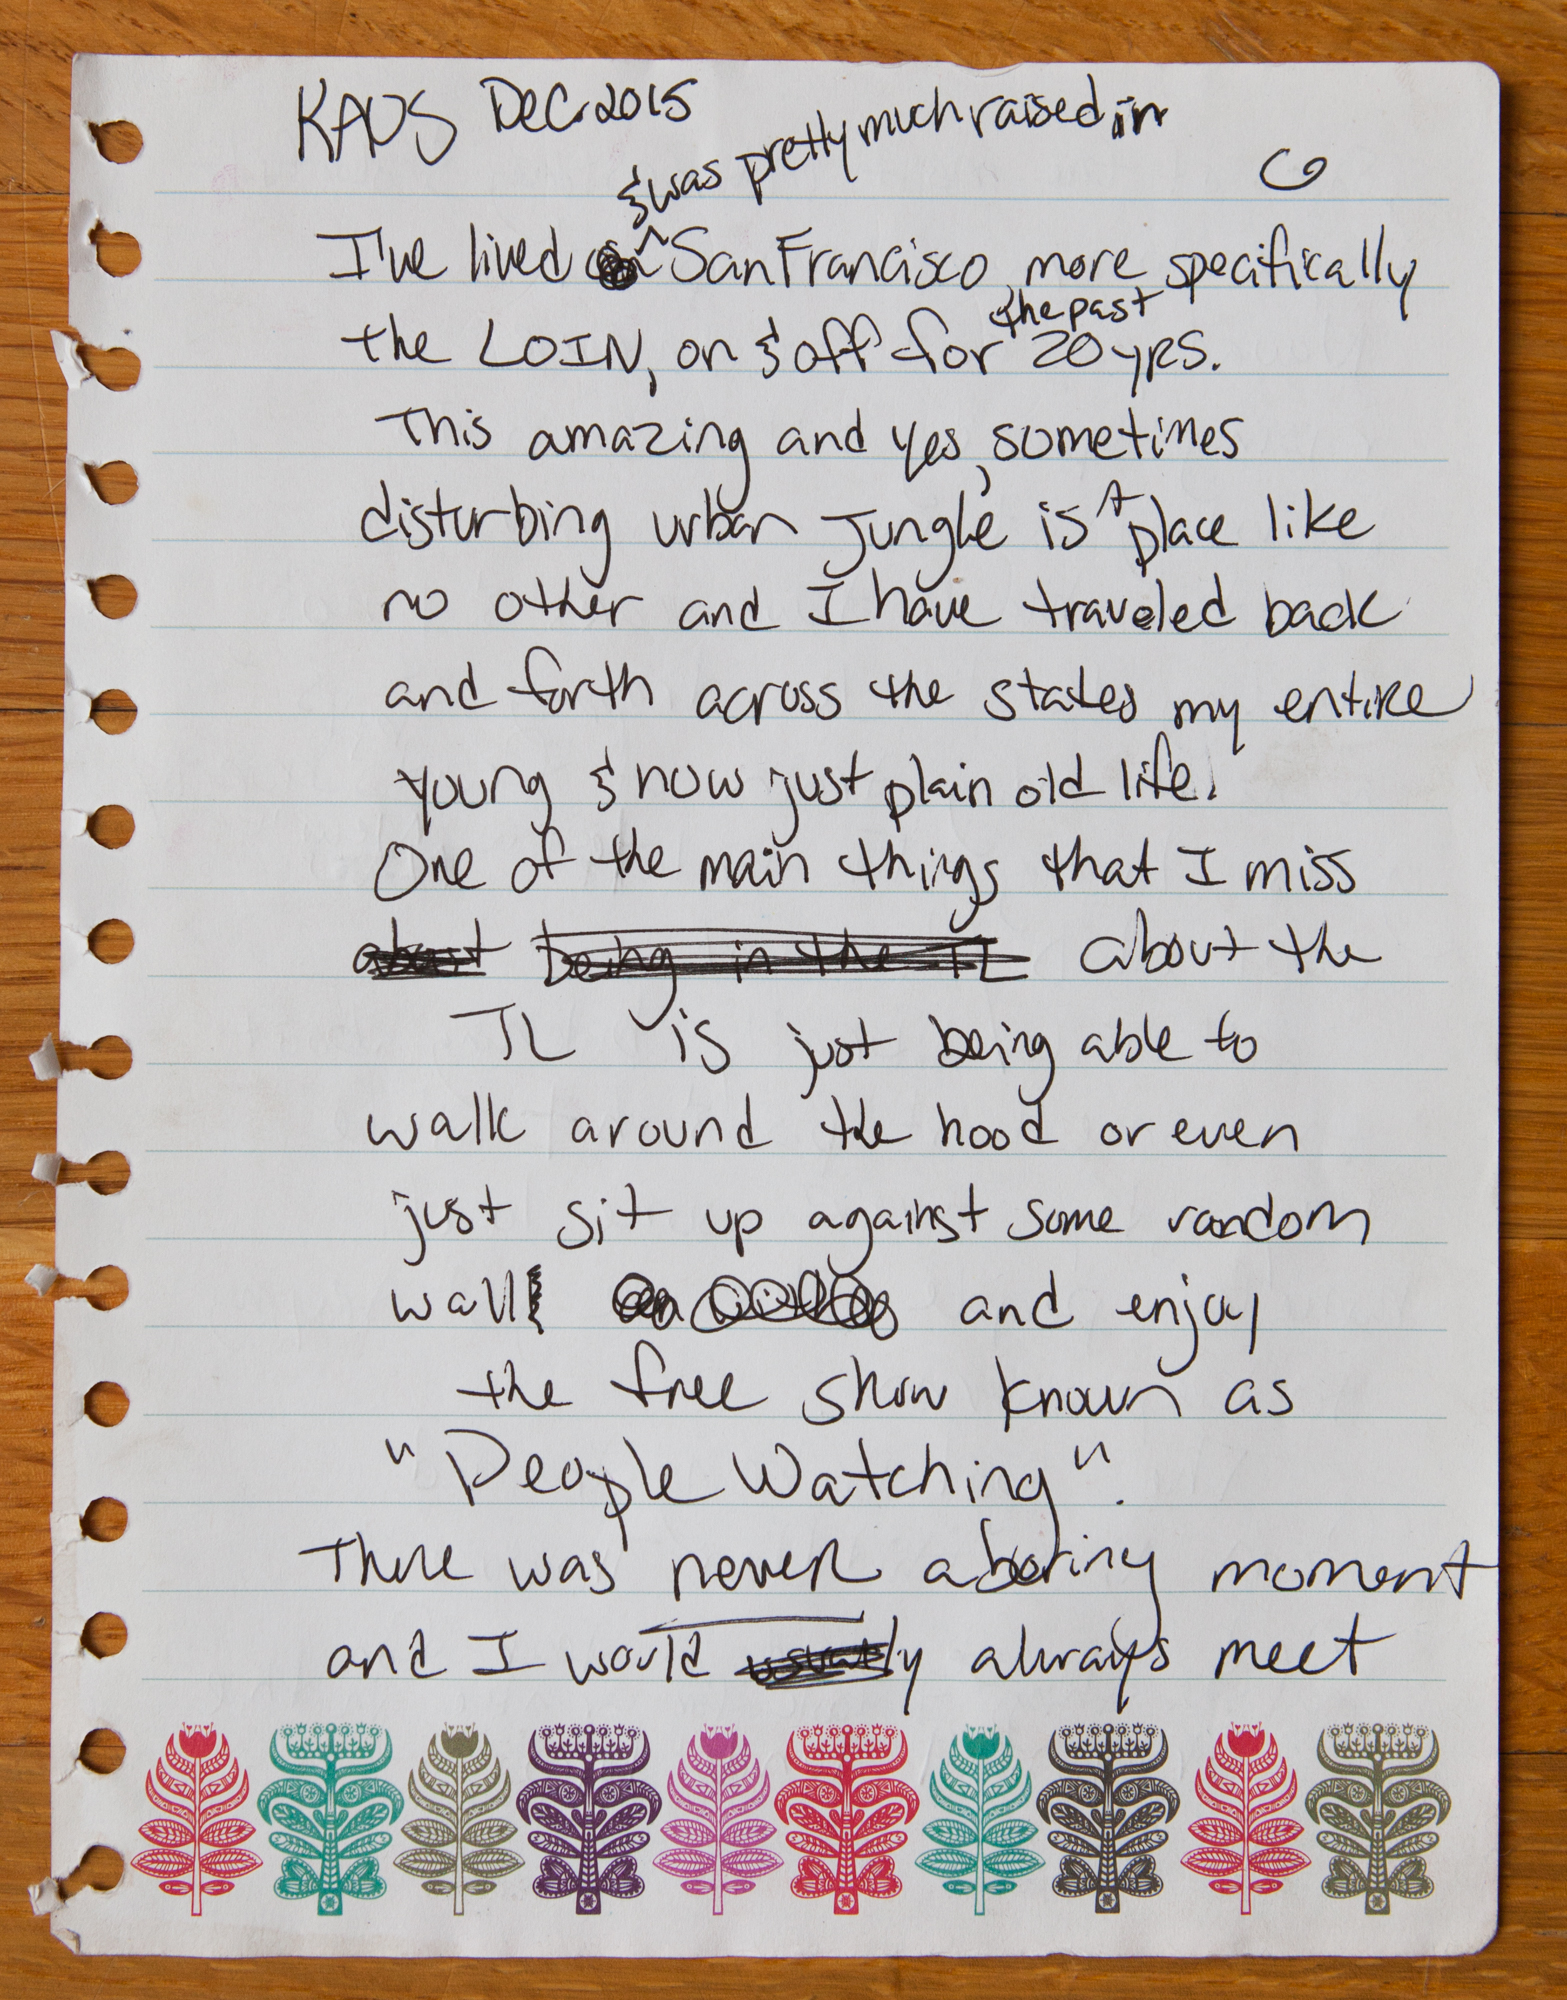 KAOS Dec. 2015
& was pretty much raised in
I've lived ^ San Francisco, more specifically
the past
the LOIN, on & off for 20 yrs.
This amazing and yes, sometimes
disturbing urban jungle is A place like
no other and I have traveled back
and forth across the states my entire
young & now just plain old life.
One of the main things that I miss
about being in the TL about the
TL is just being able to
walk around the hood or even
just sit up against some random
wall and enjoy
the free show known as
"People Watching".
There was never a boring moment
and I would usually always meet